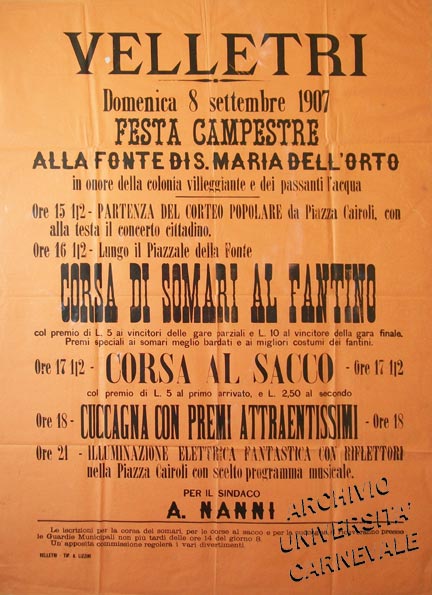 VELLETRI
Domenica 8 settembre 1907
FESTA CAMPESTRE
ALLA FONTE DI S. MARIA DELL'ORTO
in onore della colonia villeggiante e dei passanti l'acqua
Ore 15 1|2 - PARTENZA DEL CORTEO POPOLARE da Piazza Cairoli, con
alla testa il concerto cittadino.
Ore 16 1|2 - Lungo il Piazzale della Fonte
CORSA DI SOMARI AL FANTINO
col premio di L. 5 ai vincitori delle gare parziali e L. 10 al vincitore della gara finale.
Premi speciali ai somari meglio bardati e ai migliori costumi dei fantini.
Ore 17 1|2 - CORSA AL SACCO - Ore 17 1|2
col premio di L. 5 al primo arrivato, e L. 2,50 al secondo
Ore 18 - CUCCAGNA CON PREMI ATTRAENTISSIMI - Ore 18
Ore 21 - ILLUMINAZIONE ELETTRICA FANTASTICA CON RIFLETTORI
nella Piazza Cairoli con scelto programma musicale.
PER IL SINDACO
A. NANNI
Le iscrizioni per la corsa dei somari, per le corse al sacco e per la presso
le Guardie Municipali non più tardi delle ore 14 del giorno 8.
Un'apposita commissione regolerà i vari divertimenti.
VELLETRI - TIP. A.
ARCHIVIO
UNIVERSITA'
CARNEVALE